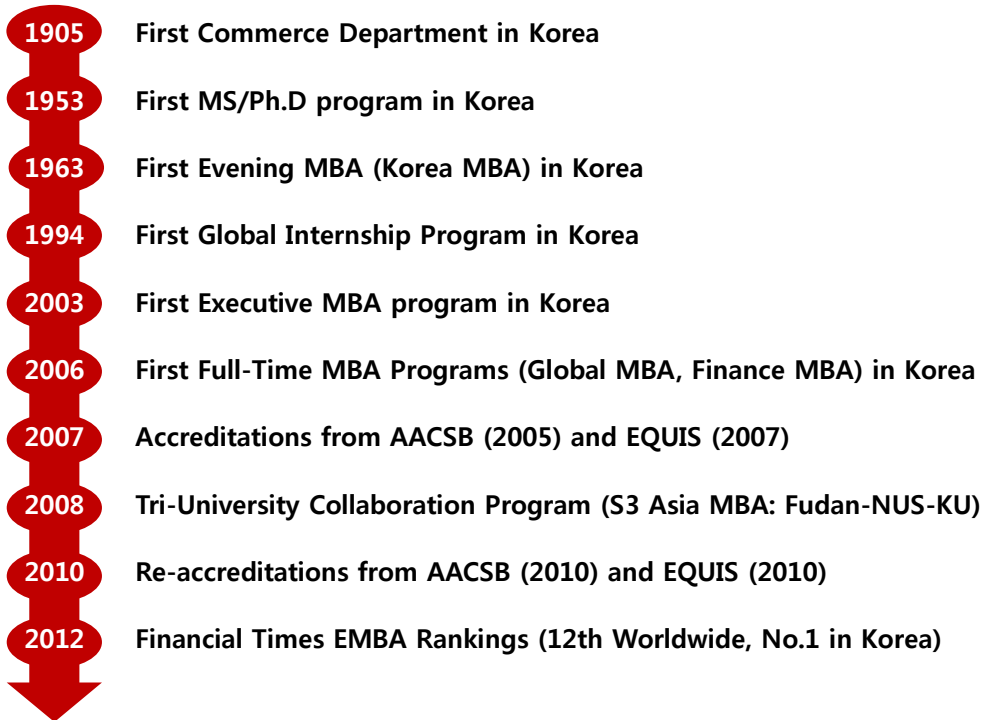 1905 First Commerce Department in Korea
1953 First MS/Ph.D program in Korea
1963 First Evening MBA (Korea MBA) in Korea
1994 First Global Internship Program in Korea
2003 First Executive MBA program in Korea
2006 First Full-Time MBA Programs (Global MBA, Finance MBA) in Korea
2007 Accreditations from AACSB (2005) and EQUIS (2007)
2008 Tri-University Collaboration Program (S3 Asia MBA: Fudan-NUS-KU)
2010 Re-accreditations from AACSB (2010) and EQUIS (2010)
2012 Financial Times EMBA Rankings (12th Worldwide, No.1 in Korea)